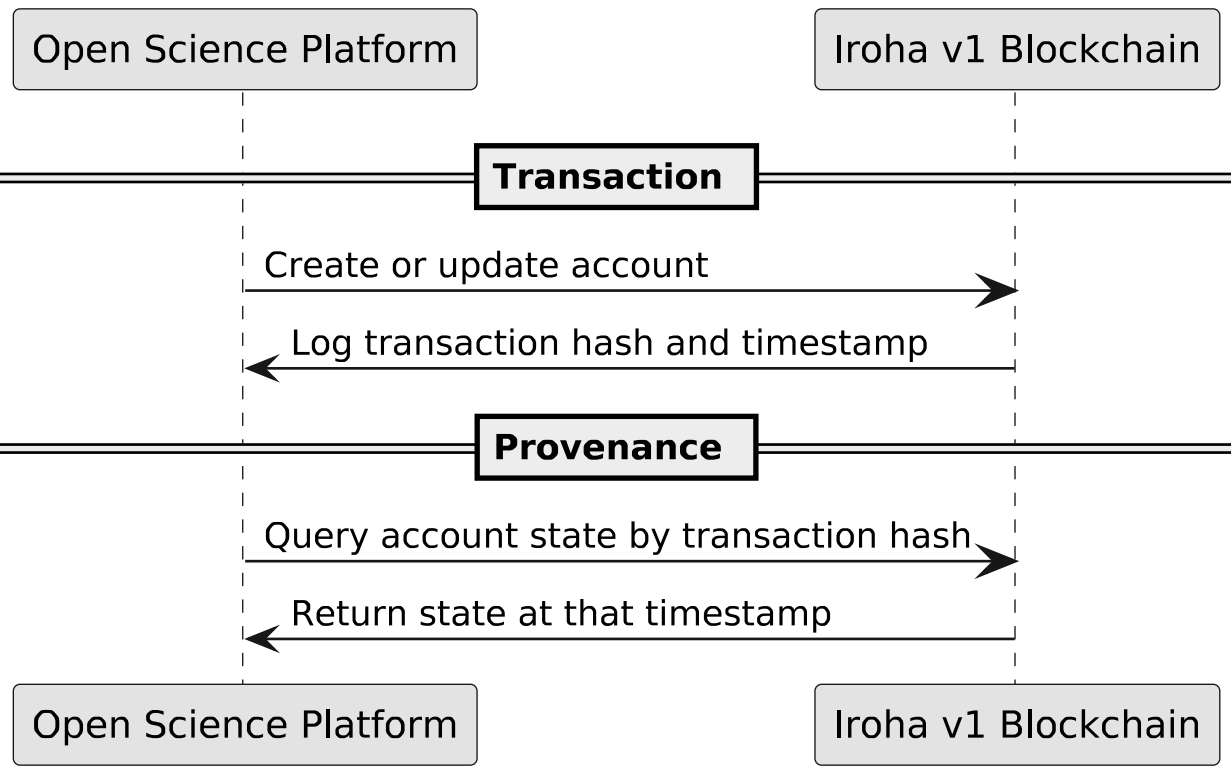 Open Science Platform
Iroha v1 Blockchain
Transaction
Create or update account
Log transaction hash and timestamp
Provenance
Query account state by transaction hash
Return state at that timestamp
Open Science Platform
Iroha v1 Blockchain